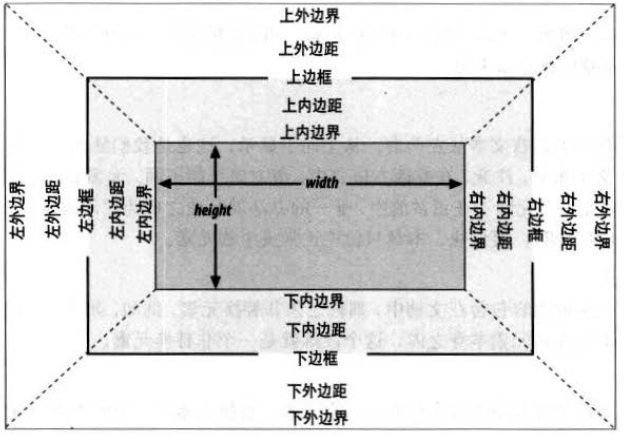 上外边界
上外边距
上边框
上内边距
上内边界
width
height
左外边界
左外边距
左边框
左内边距
左内边界
右内边界
右内边距
右边框
右外边距
右外边界
下内边界
下内边距
下边框
下外边距
下外边界